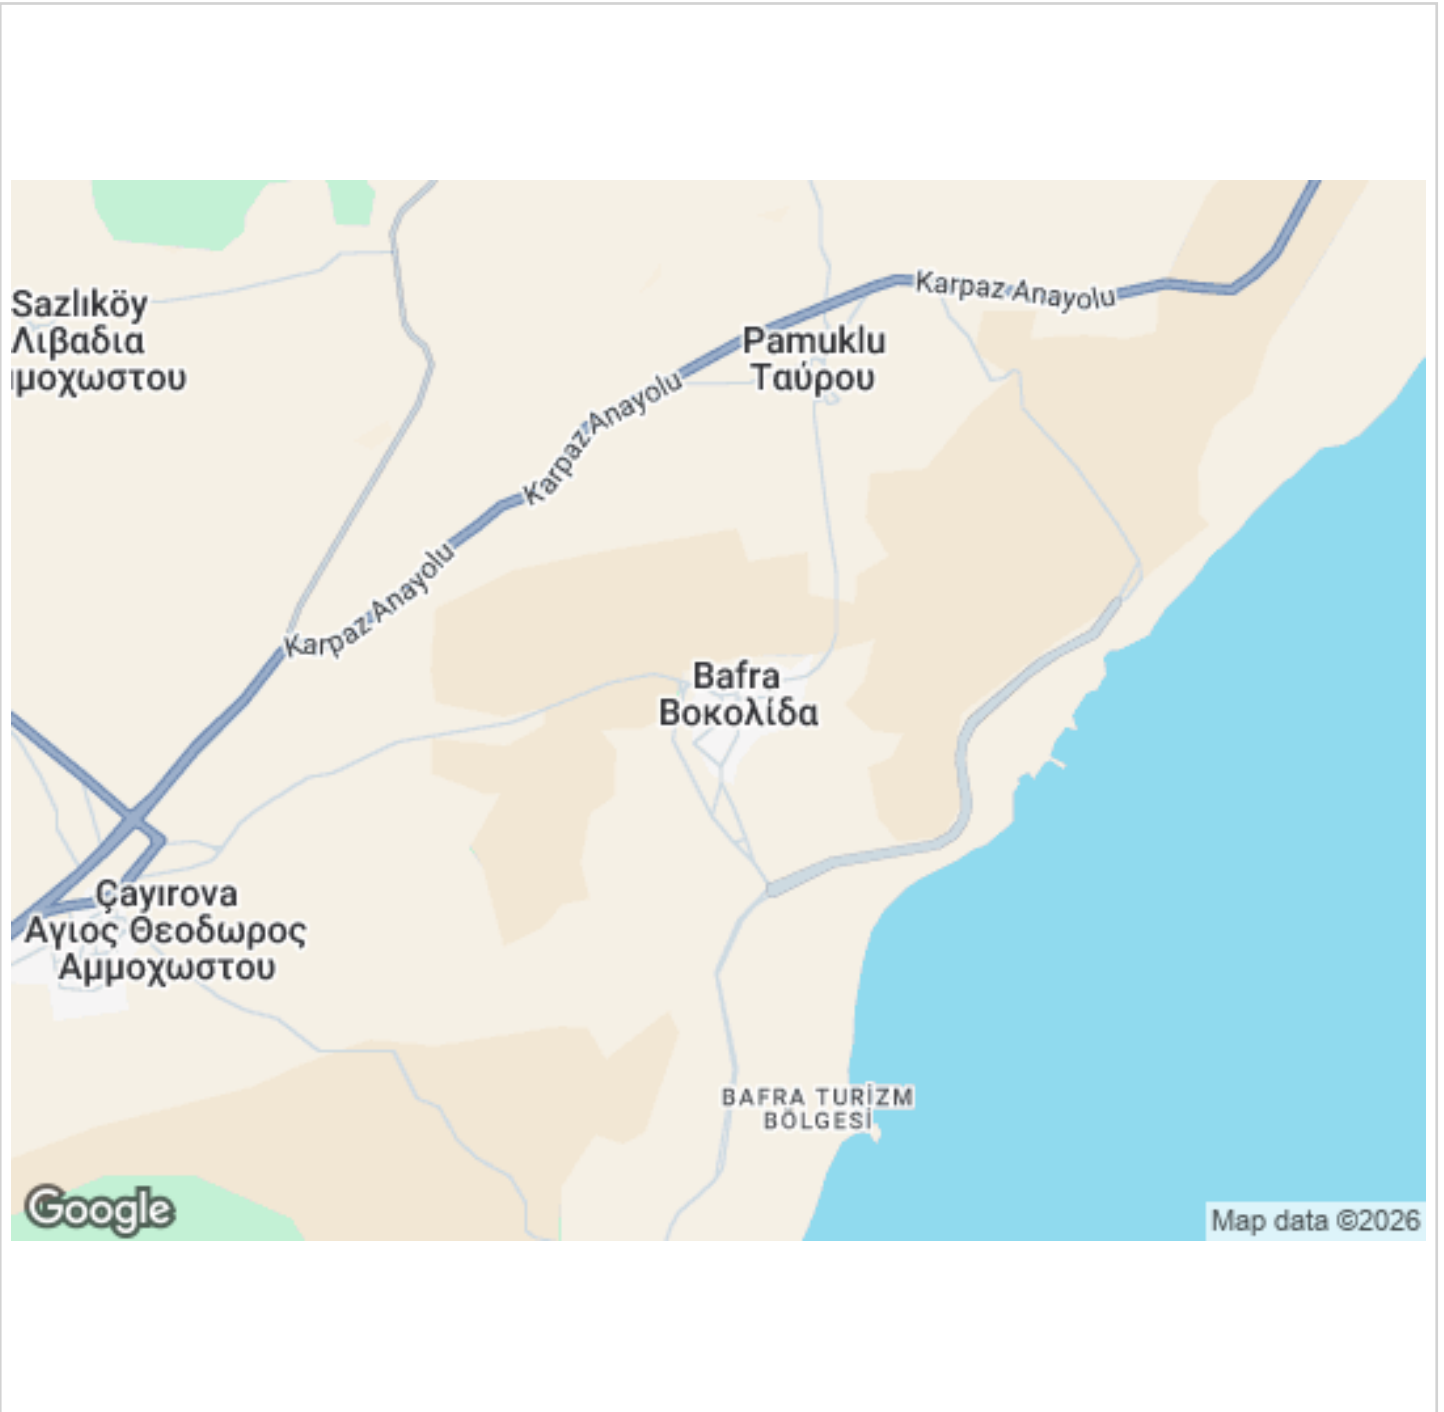 Karpaz Anayolu
Sazlıköy
Λιβαδια
μοχωστου
Pamuklu
Ταύρου
Karpaz Anayolu
Karpaz Anayolu
Karpaz Anayolu
Bafra
Βοκολίδα
Çayırova
Αγιος Θεοδωρος
Αμμοχωστου
BAFRA TURİZM
BÖLGESİ
Google
Map data ©2026